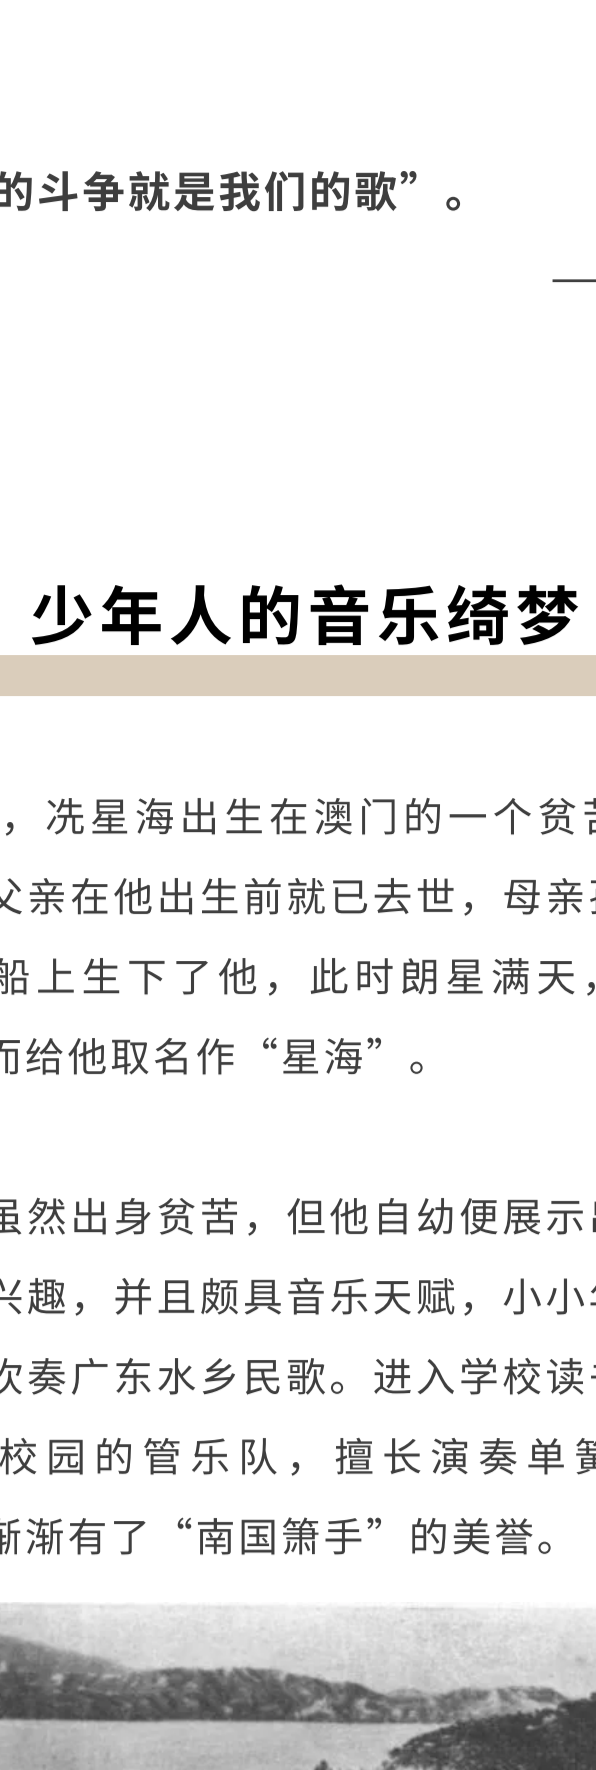 的斗争就是我们的歌”。
—
少年人的音乐绮梦
，冼星海出生在澳门的一个贫
父亲在他出生前就已去世，母亲
船上生下了他，此时朗星满天，
而给他取名作“星海”。
虽然出身贫苦，但他自幼便展示
兴趣，并且颇具音乐天赋，小小
吹奏广东水乡民歌。进入学校读
校园的管乐队，擅长演奏单
渐渐有了“南国箫手”的美誉。